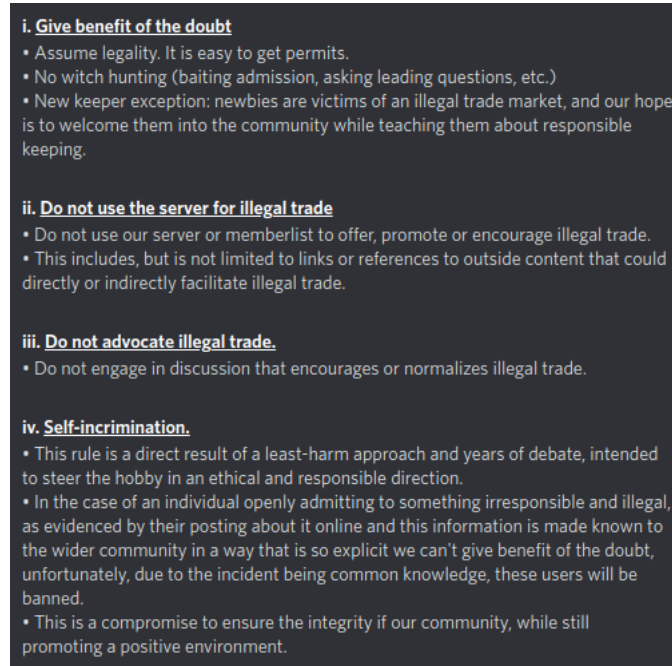 i. Give benefit of the doubt
• Assume legality. It is easy to get permits.
• No witch hunting (baiting admission, asking leading questions, etc.)
• New keeper exception: newbies are victims of an illegal trade market, and our hope
is to welcome them into the community while teaching them about responsible
keeping.
ii. Do not use the server for illegal trade
• Do not use our server or memberlist to offer, promote or encourage illegal trade.
• This includes, but is not limited to links or references to outside content that could
directly or indirectly facilitate illegal trade.
iii. Do not advocate illegal trade.
• Do not engage in discussion that encourages or normalizes illegal trade.
iv. Self-incrimination.
• This rule is a direct result of a least-harm approach and years of debate, intended
to steer the hobby in an ethical and responsible direction.
• In the case of an individual openly admitting to something irresponsible and illegal,
as evidenced by their posting about it online and this information is made known to
the wider community in a way that is so explicit we can't give benefit of the doubt,
unfortunately, due to the incident being common knowledge, these users will be
banned.
• This is a compromise to ensure the integrity if our community, while still
promoting a positive environment.